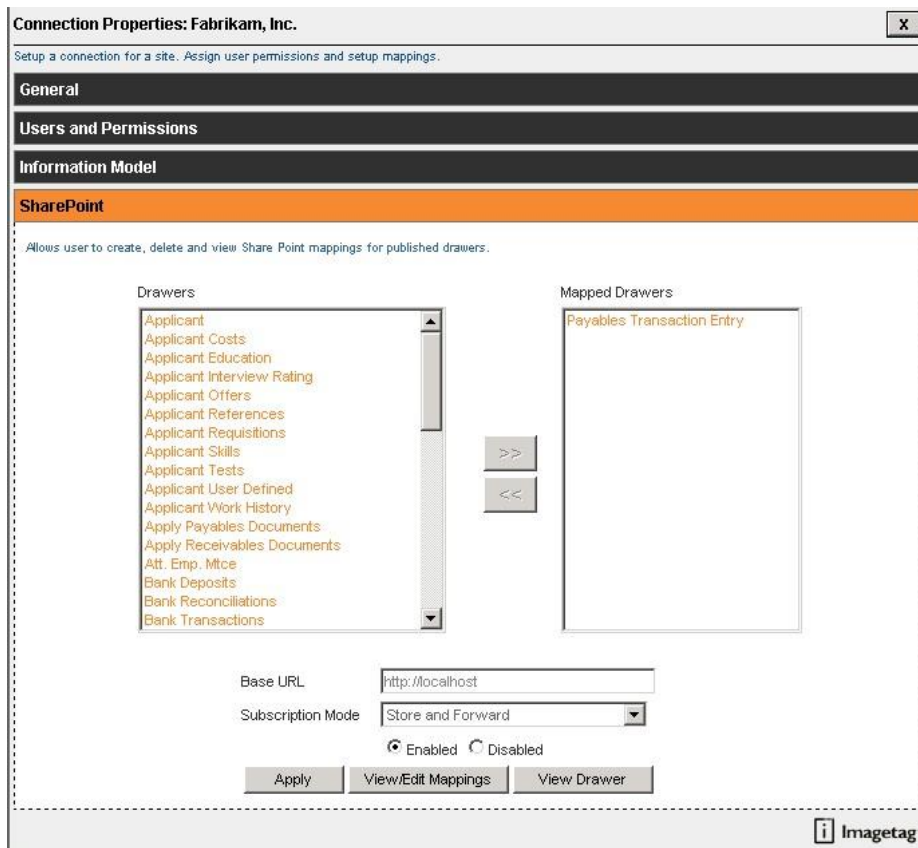 Connection Properties: Fabrikam, Inc.
X
Setup a connection for a site. Assign user permissions and setup mappings.
General
Users and Permissions
Information Model
SharePoint
Allows user to create, delete and view Share Point mappings for published drawers.
Drawers
Applicant
Applicant Costs
Applicant Education
Applicant Interview Rating
Applicant Offers
Applicant References
Applicant Requisitions
Applicant Skills
Applicant Tests
Applicant User Defined
Applicant Work History
Apply Payables Documents
Apply Receivables Documents
Att. Emp. Mtce
Bank Deposits
Bank Reconciliations
Bank Transactions
>>
<<
Mapped Drawers
Payables Transaction Entry
Base URL http://localhost
Subscription Mode Store and Forward
Enabled Disabled
Apply View/Edit Mappings View Drawer
i Imagetag